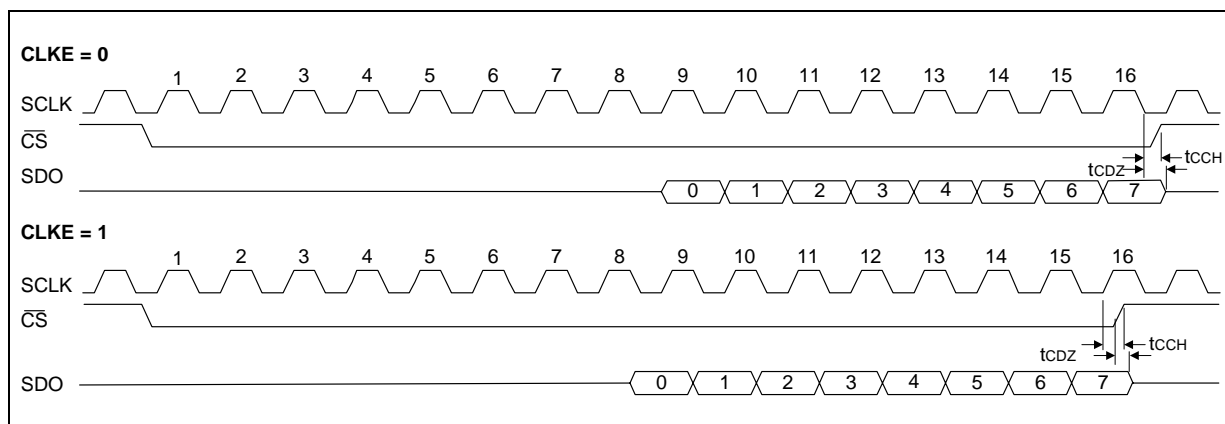 CLKE = 0
1 2 3 4 5 6 7 8 9 10 11 12 13 14 15 16
SCLK
CS
tCCH
SDO
tCDZ
0 1 2 3 4 5 6 7
CLKE = 1
1 2 3 4 5 6 7 8 9 10 11 12 13 14 15 16
SCLK
CS
tCDZ tCCH
SDO
0 1 2 3 4 5 6 7